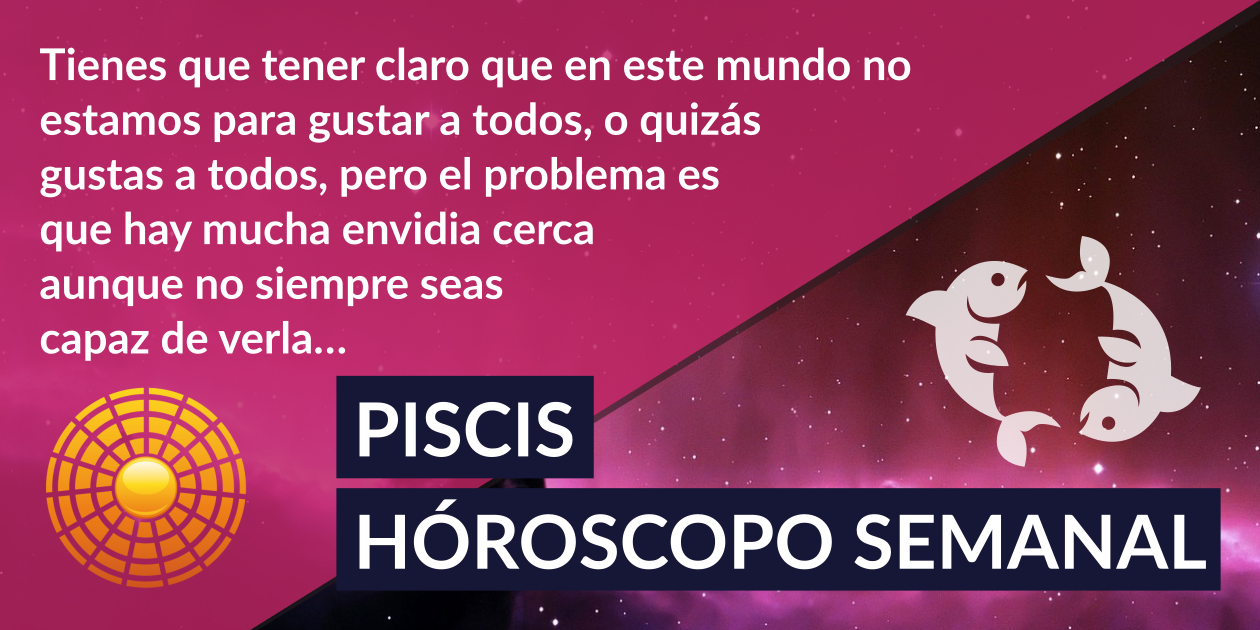 Tienes que tener claro que en este mundo no
estamos para gustar a todos, o quizás
gustas a todos, pero el problema es
que hay mucha envidia cerca
aunque no siempre seas
capaz de verla...
PISCIS
HÓROSCOPO SEMANAL